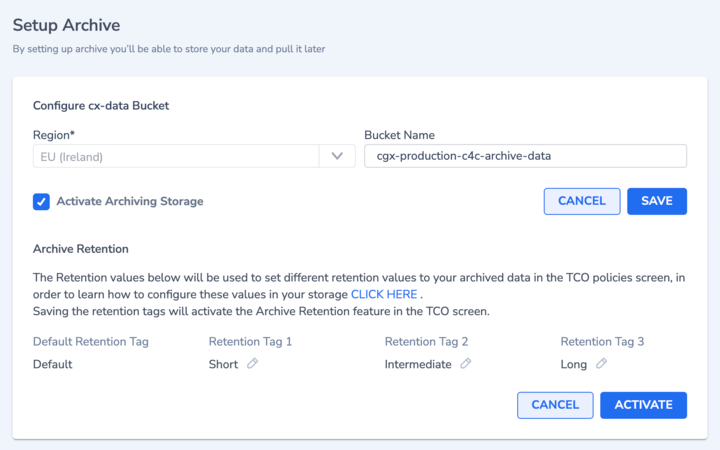 Setup Archive
By setting up archive you'll be able to store your data and pull it later
Configure cx-data Bucket
Region*
Bucket Name
EU (Ireland)
cgx-production-c4c-archive-data
Activate Archiving Storage
CANCEL
SAVE
Archive Retention
The Retention values below will be used to set different retention values to your archived data in the TCO policies screen, in
order to learn how to configure these values in your storage CLICK HERE .
Saving the retention tags will activate the Archive Retention feature in the TCO screen.
Default Retention Tag
Retention Tag 1
Retention Tag 2
Retention Tag 3
Default
Short
Intermediate
Long
CANCEL
ACTIVATE